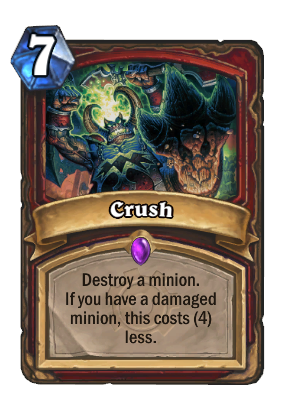 7
Crush
Destroy a minion.
If you have a damaged
minion, this costs (4)
less.